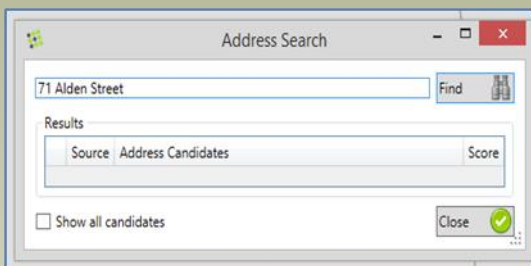 Address Search
71 Alden Street
Find
Results
Source Address Candidates Score
Show all candidates
Close